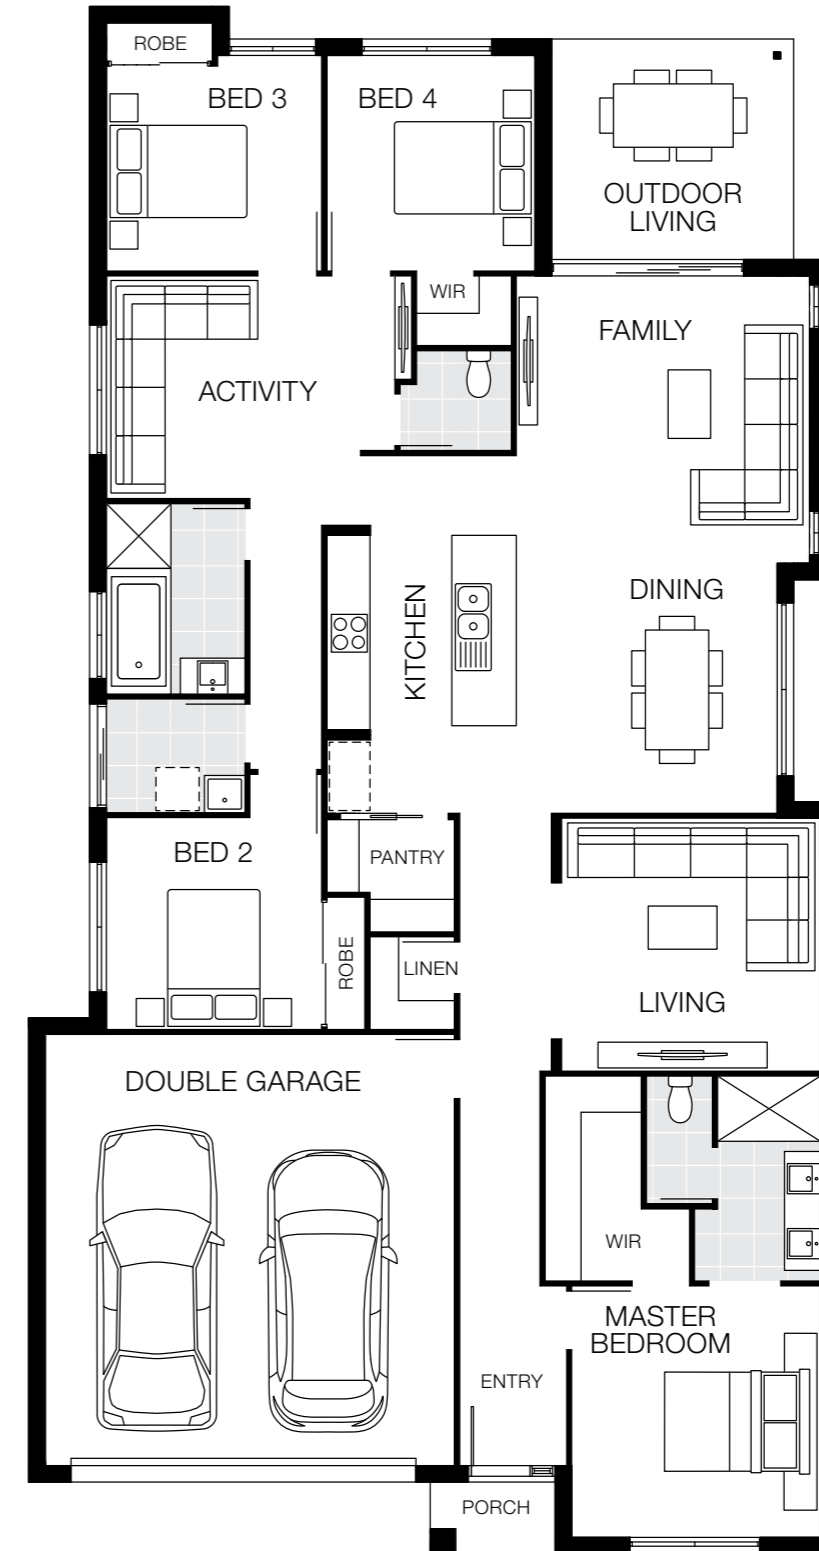 ROBE
BED 3
BED 4
OUTDOOR
LIVING
WIR
FAMILY
ACTIVITY
DINING
KITCHEN
BED 2
PANTRY
ROBE
LINEN
LIVING
DOUBLE GARAGE
WIR
MASTER
BEDROOM
ENTRY
PORCH